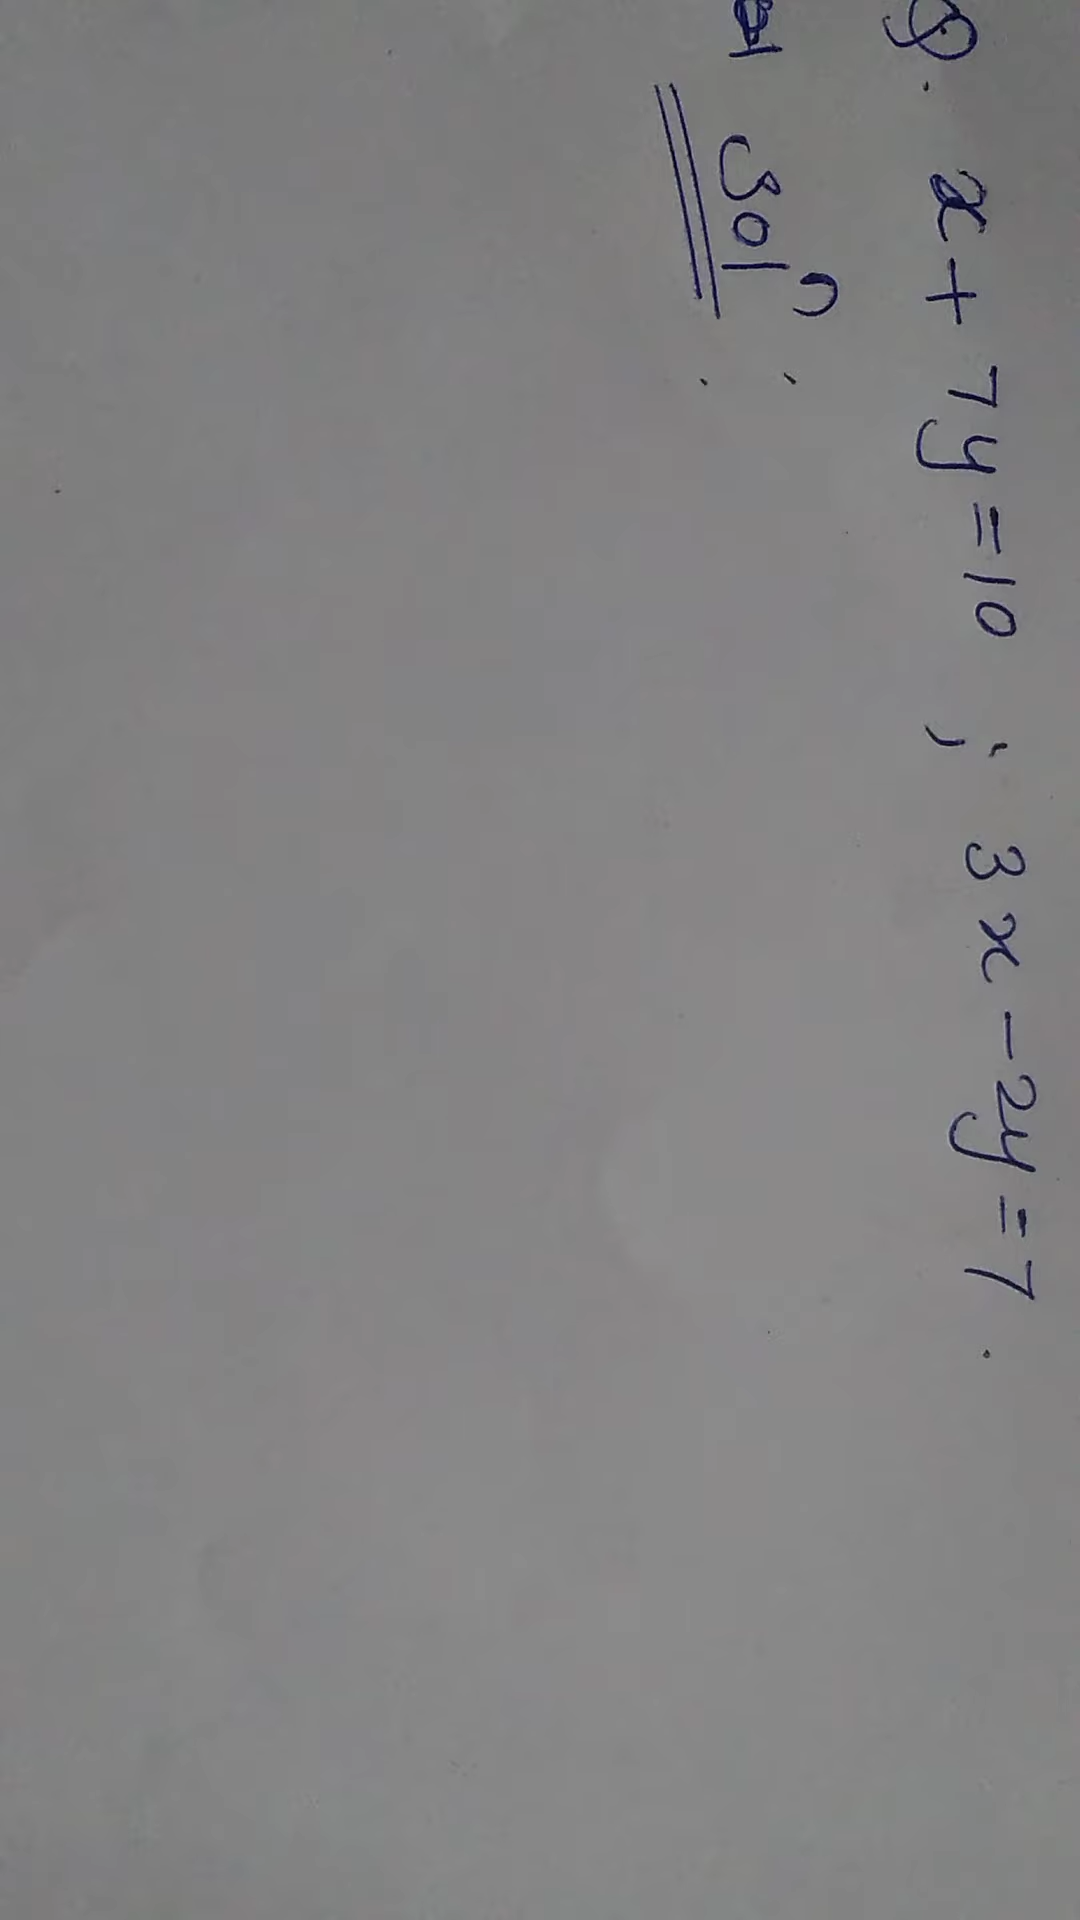 Q. x + 7y = 10 ; 3x - 2y = 7 .
Solⁿ :